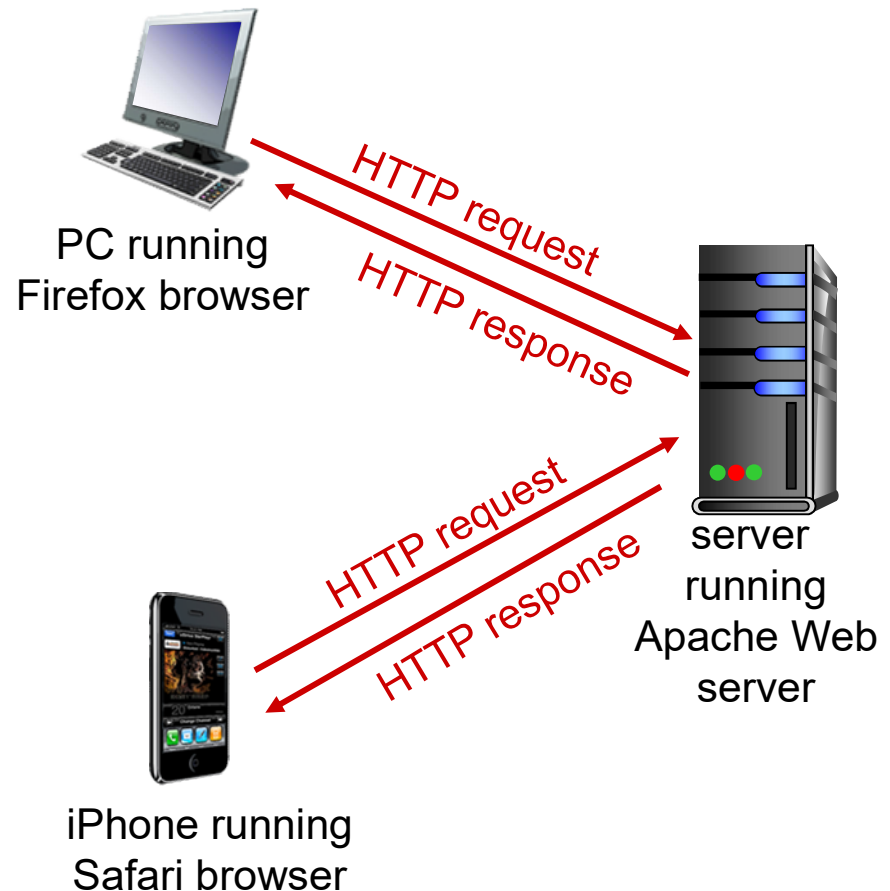 HTTP request
HTTP response
PC running
Firefox browser
HTTP request
HTTP response
server
running
Apache Web
server
iPhone running
Safari browser